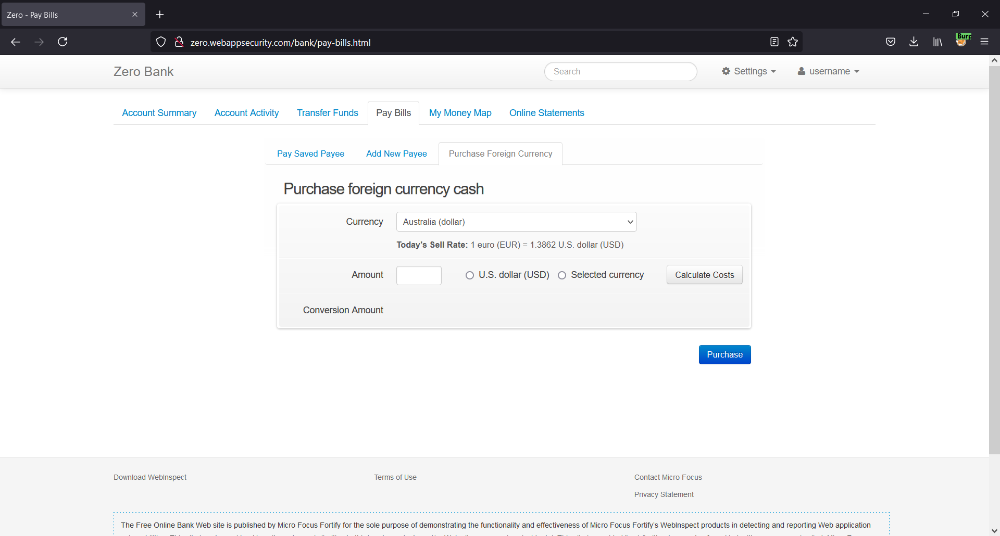 Zero - Pay Bills
zero.webappsecurity.com/bank/pay-bills.html
Burp
Zero Bank
Search
Settings
username
Account Summary
Account Activity
Transfer Funds
Pay Bills
My Money Map
Online Statements
Pay Saved Payee
Add New Payee
Purchase Foreign Currency
Purchase foreign currency cash
Currency
Australia (dollar)
Today's Sell Rate: 1 euro (EUR) = 1.3862 U.S. dollar (USD)
Amount
U.S. dollar (USD)
Selected currency
Calculate Costs
Conversion Amount
Purchase
Download WebInspect
Terms of Use
Contact Micro Focus
Privacy Statement
The Free Online Bank Web site is published by Micro Focus Fortify for the sole purpose of demonstrating the functionality and effectiveness of Micro Focus Fortify's WebInspect products in detecting and reporting Web application